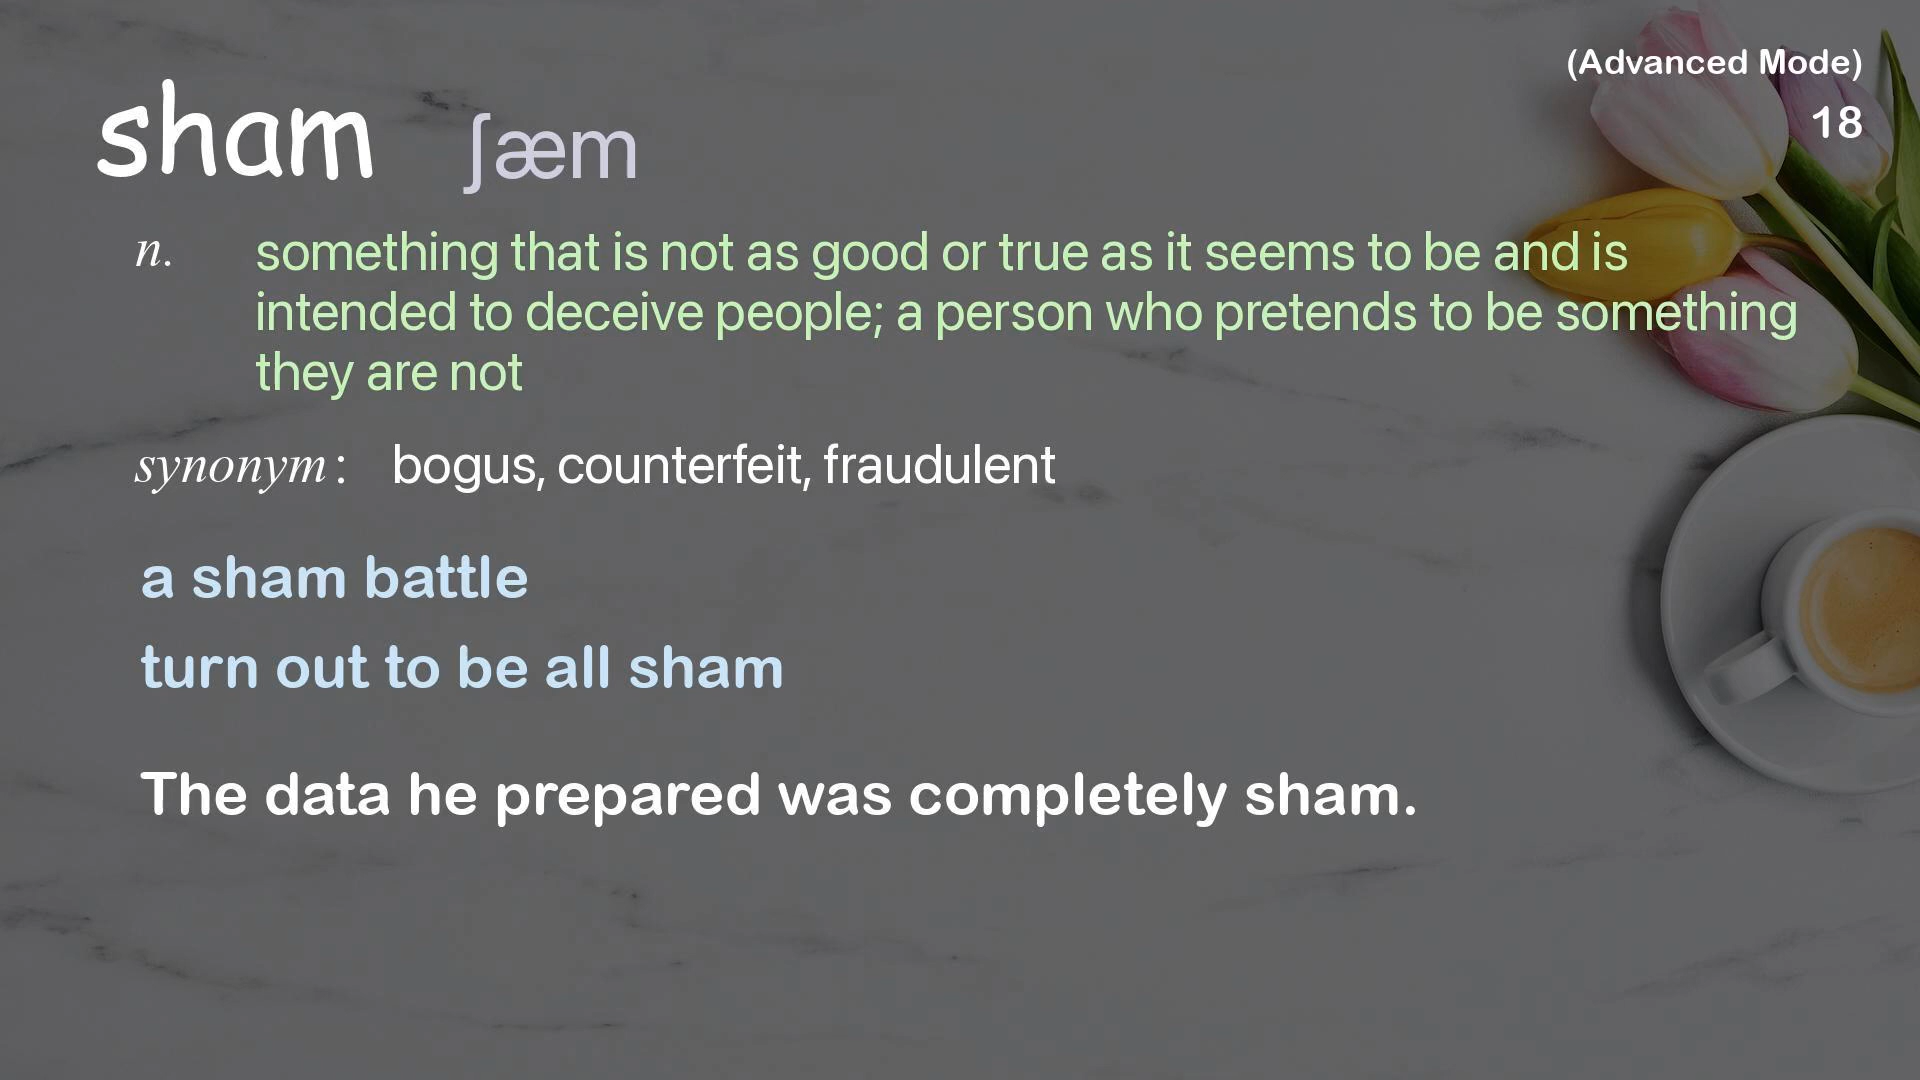 (Advanced Mode)
18
sham ʃæm
n. something that is not as good or true as it seems to be and is
intended to deceive people; a person who pretends to be something
they are not
synonym: bogus, counterfeit, fraudulent
a sham battle
turn out to be all sham
The data he prepared was completely sham.